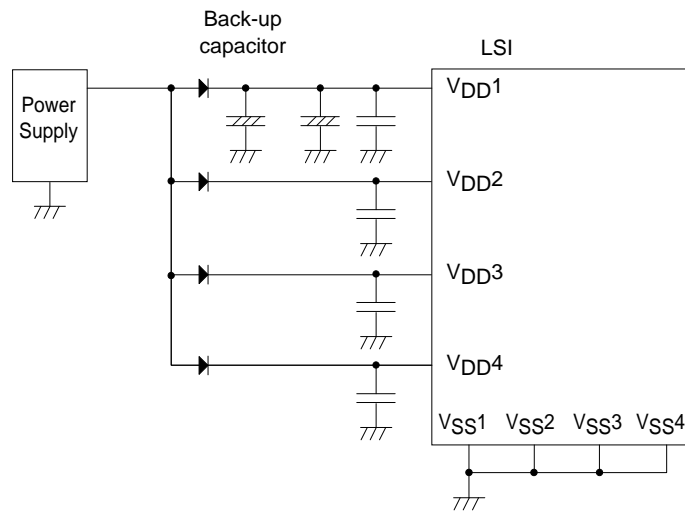 Back-up
capacitor
LSI
Power
Supply
VDD1
VDD2
VDD3
VDD4
VSS1 VSS2 VSS3 VSS4